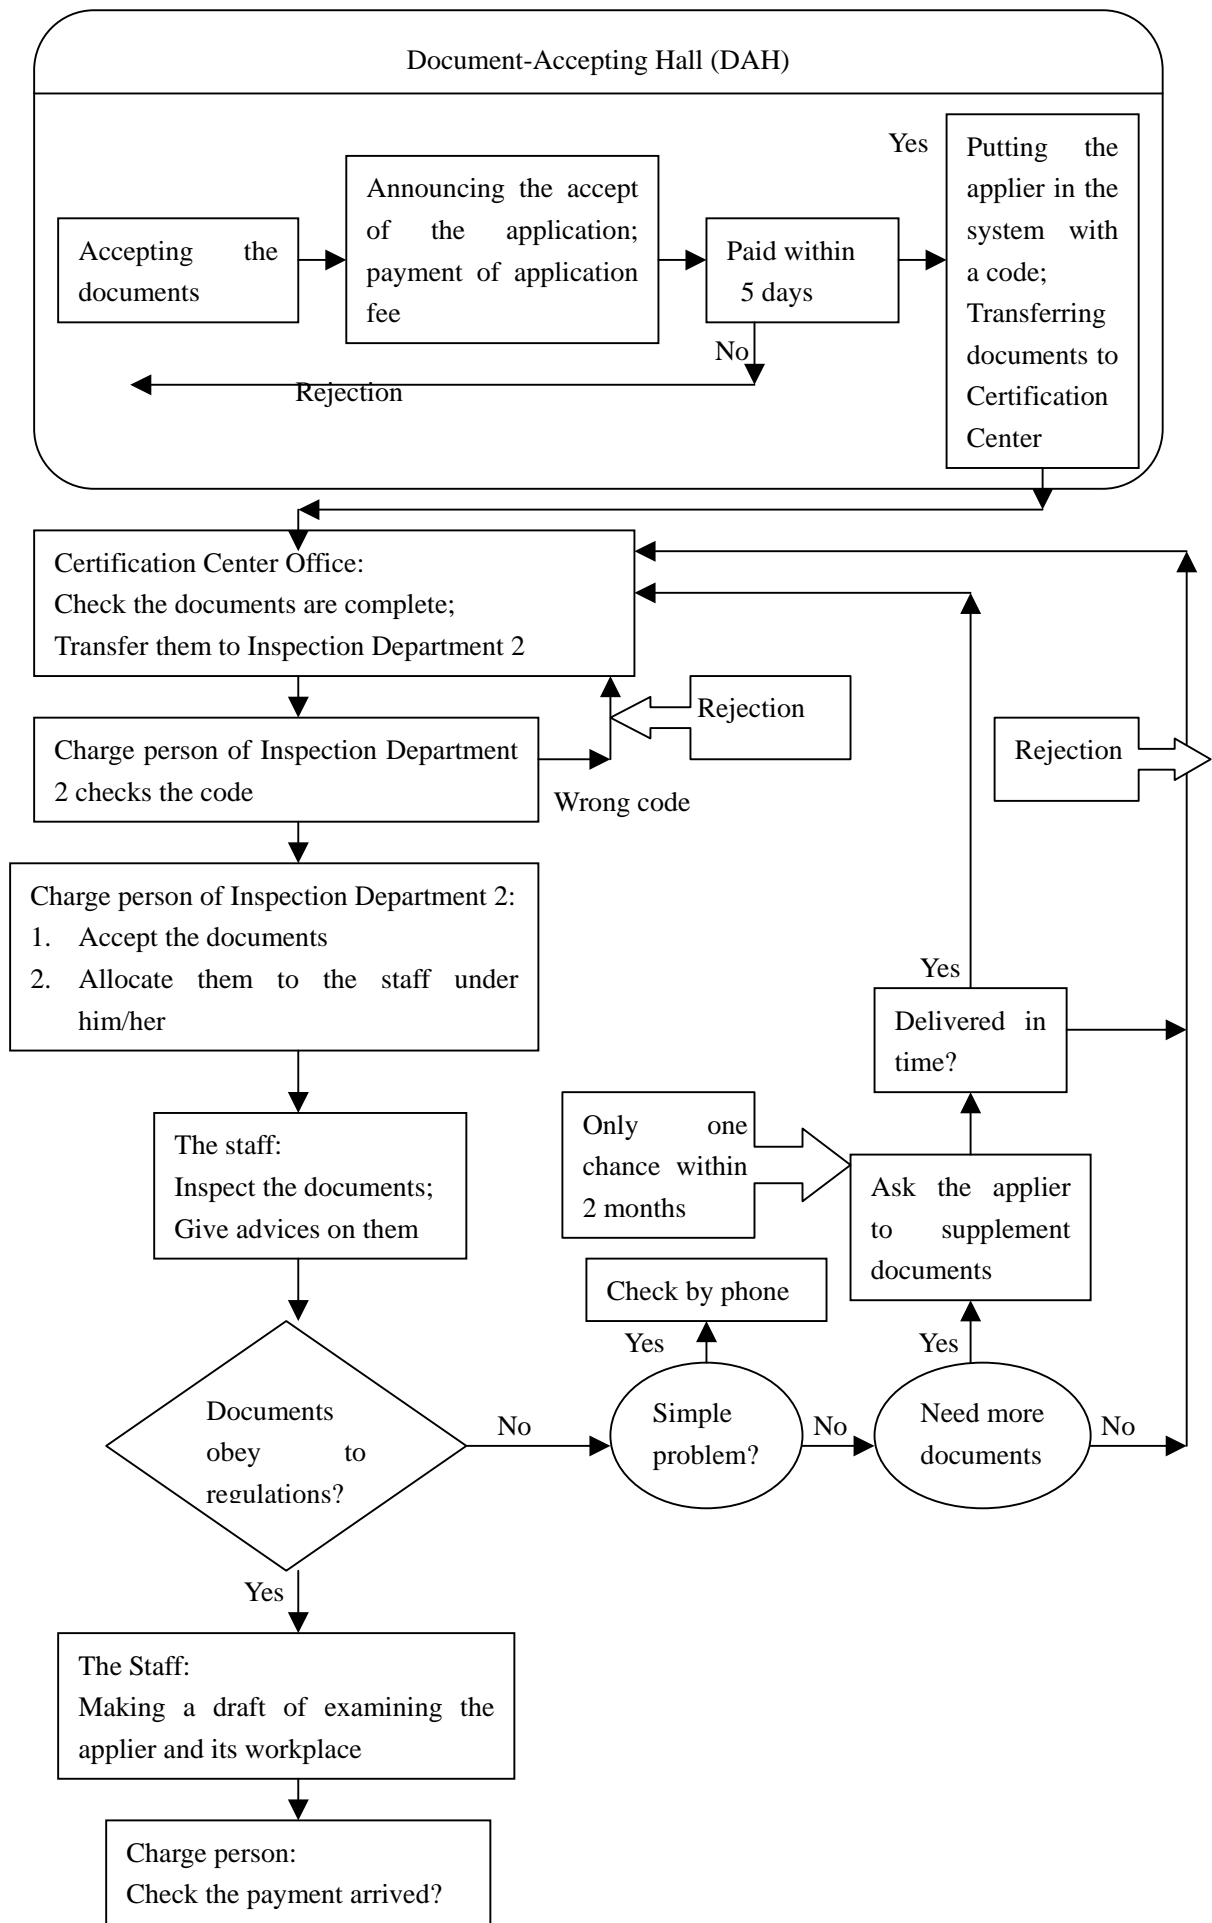 Document-Accepting Hall (DAH)
Accepting the
documents
Announcing the accept
of the application;
payment of application
fee
Paid within
5 days
Yes
Putting the
applier in the
system with
a code;
Transferring
documents to
Certification
Center
No
Rejection
Certification Center Office:
Check the documents are complete;
Transfer them to Inspection Department 2
Rejection
Charge person of Inspection Department
2 checks the code
Wrong code
Rejection
Charge person of Inspection Department 2:
1. Accept the documents
2. Allocate them to the staff under
him/her
Yes
Delivered in
time?
The staff:
Inspect the documents;
Give advices on them
Only one
chance within
2 months
Ask the applier
to supplement
documents
Check by phone
Yes
Yes
Documents
obey to
regulations?
No
Simple
problem?
No
Need more
documents
No
Yes
The Staff:
Making a draft of examining the
applier and its workplace
Charge person:
Check the payment arrived?